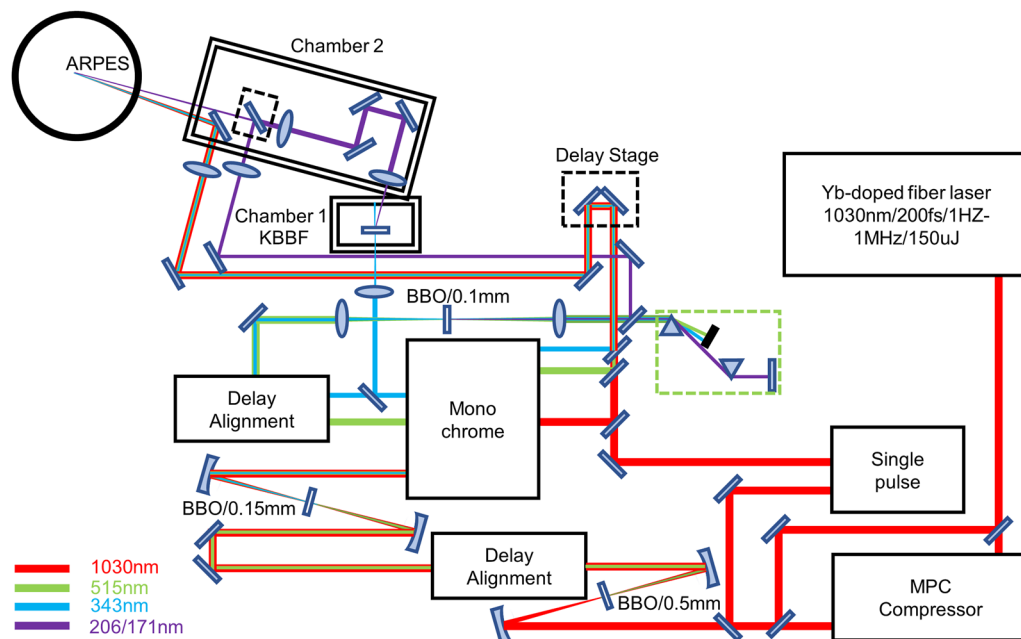 Chamber 2
ARPES
Delay Stage
Yb-doped fiber laser
1030nm/200fs/1HZ-
1MHz/150uJ
Chamber 1
KBBF
BBO/0.1mm
Delay
Alignment
Mono
chrome
Single
pulse
BBO/0.15mm
Delay
Alignment
BBO/0.5mm
MPC
Compressor
1030nm
515nm
343nm
206/171nm